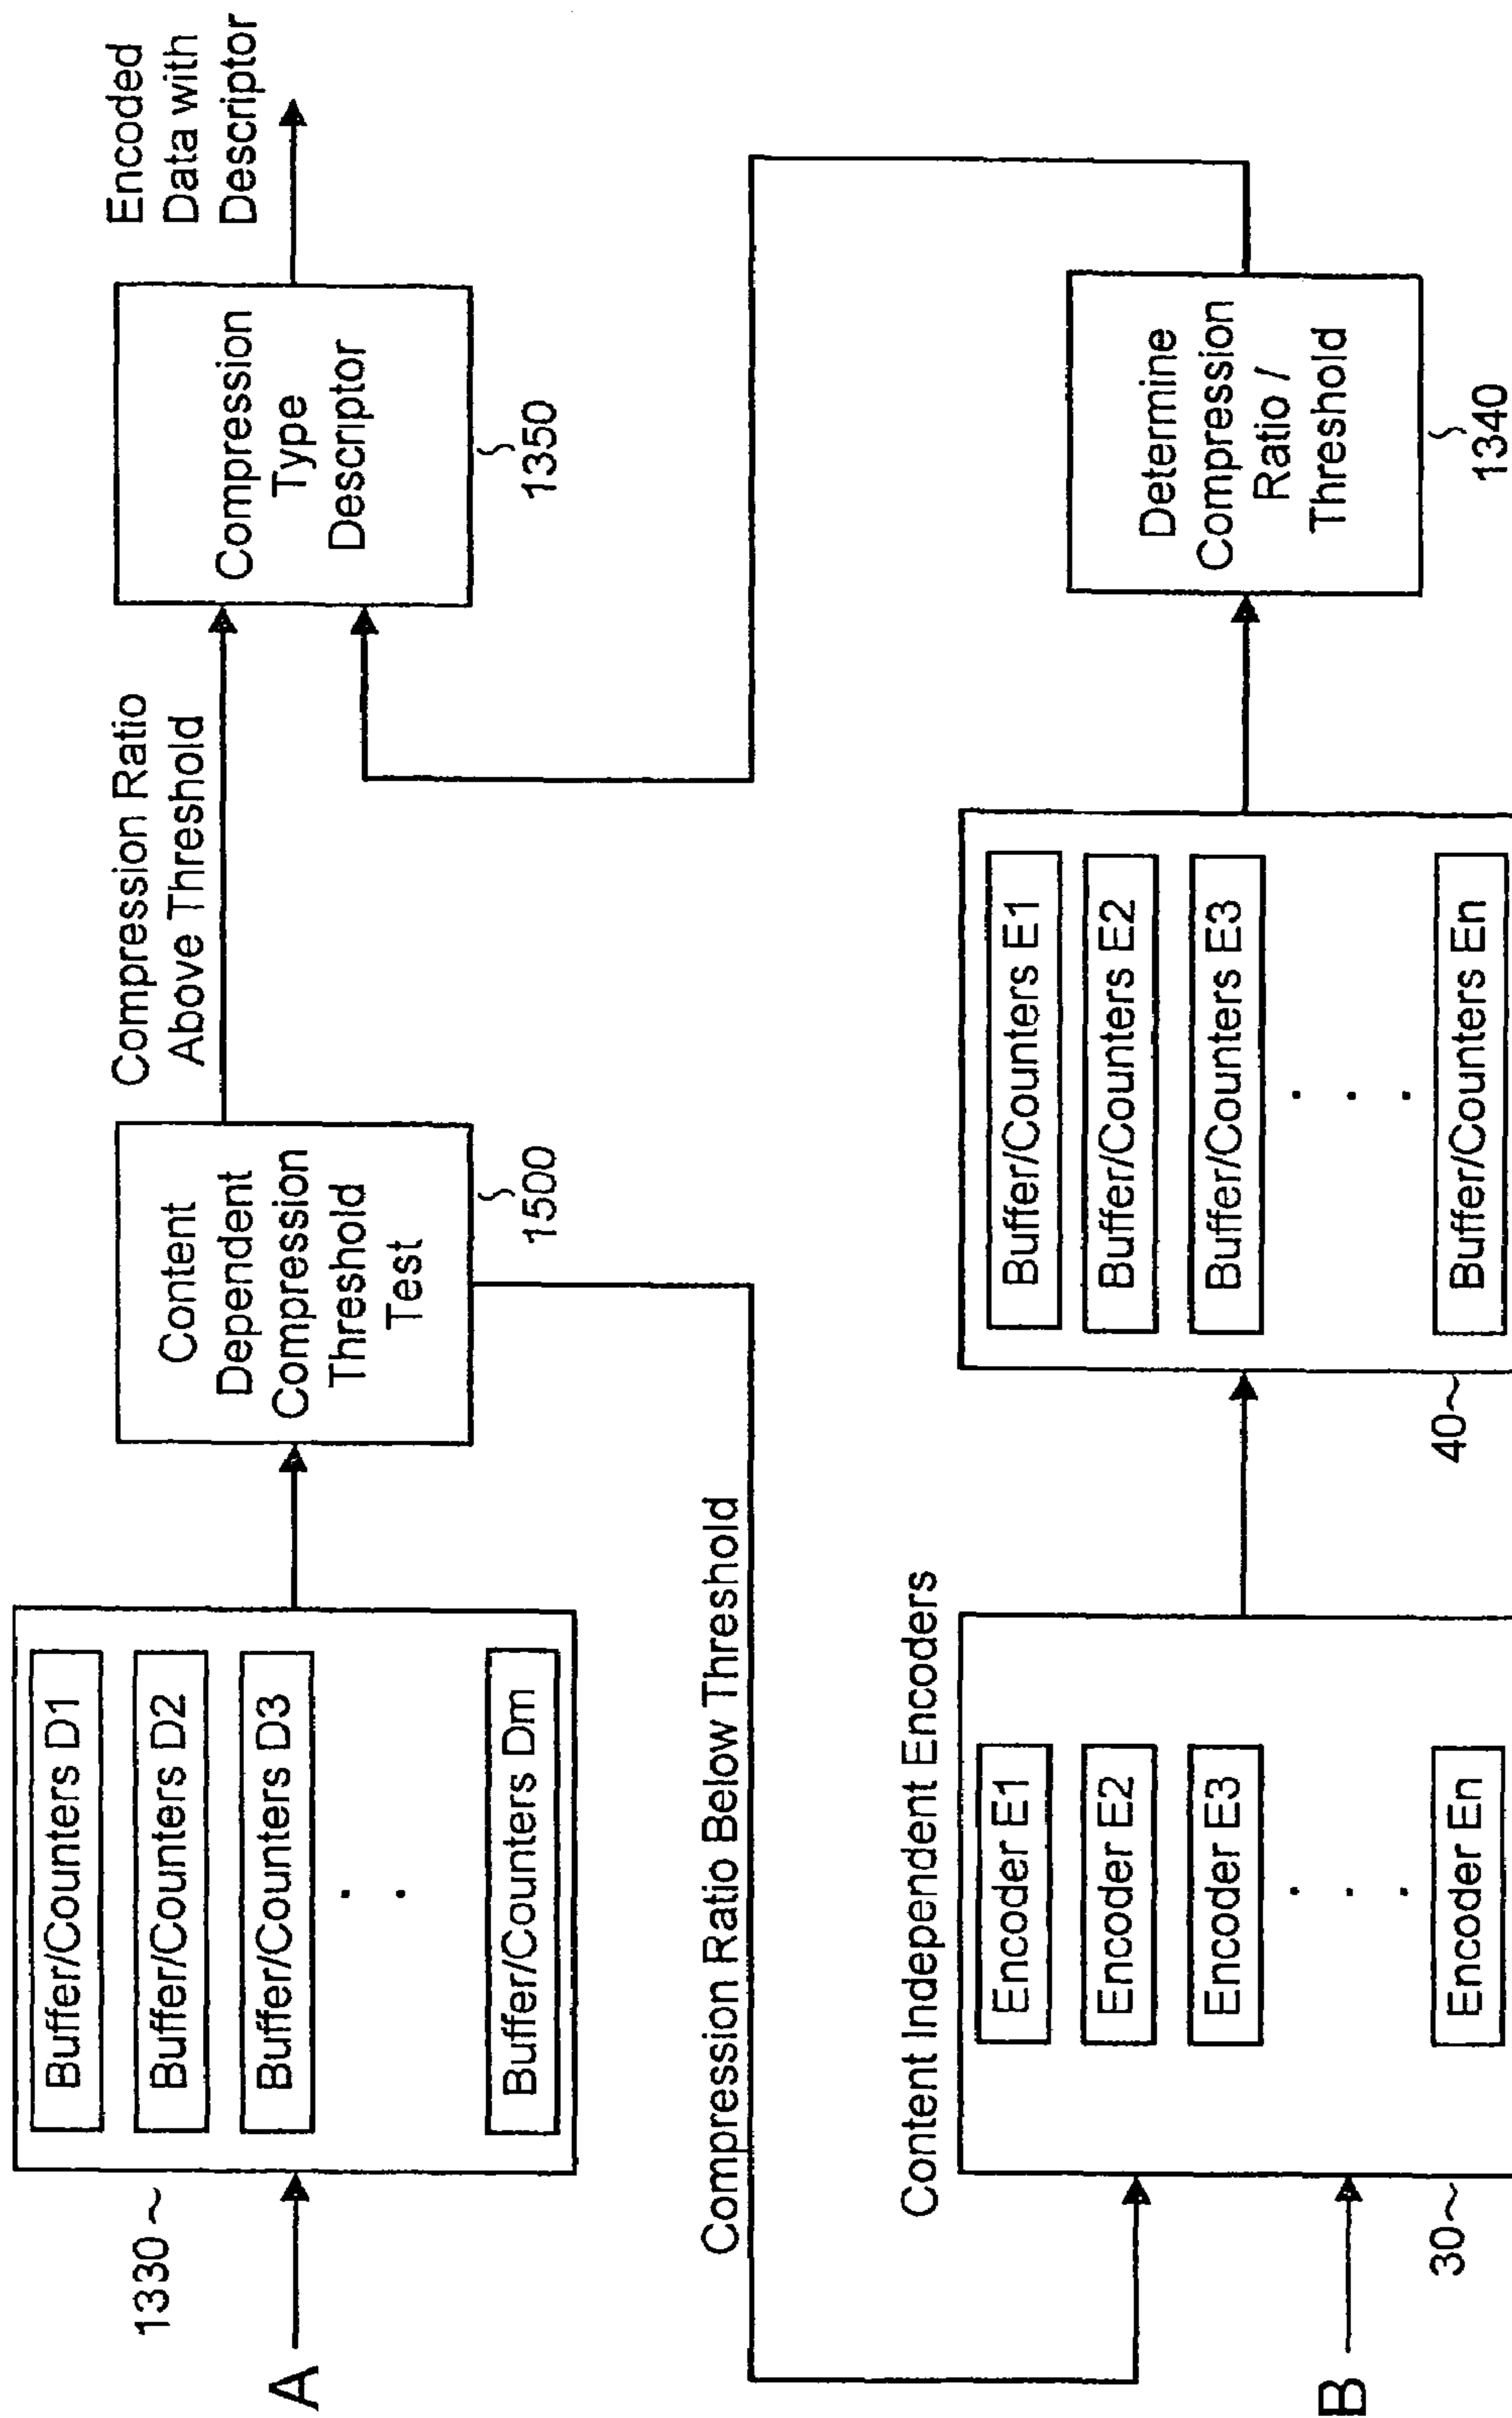 A
1330
Buffer/Counters D1
Buffer/Counters D2
Buffer/Counters D3
. .
Buffer/Counters Dm
Content
Dependent
Compression
Threshold
Test
1500
Compression Ratio
Above Threshold
Compression
Type
Descriptor
1350
Encoded
Data with
Descriptor
Compression Ratio Below Threshold
B
Content Independent Encoders
30
Encoder E1
Encoder E2
Encoder E3
. . .
Encoder En
40
Buffer/Counters E1
Buffer/Counters E2
Buffer/Counters E3
. . .
Buffer/Counters En
Determine
Compression
Ratio /
Threshold
1340